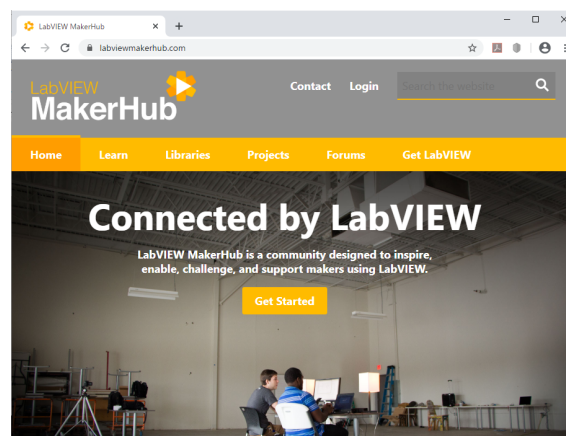 LabVIEW MakerHub
labviewmakerhub.com
LabVIEW
MakerHub
Contact Login Search the website
Home Learn Libraries Projects Forums Get LabVIEW
Connected by LabVIEW
LabVIEW MakerHub is a community designed to inspire,
enable, challenge, and support makers using LabVIEW.
Get Started